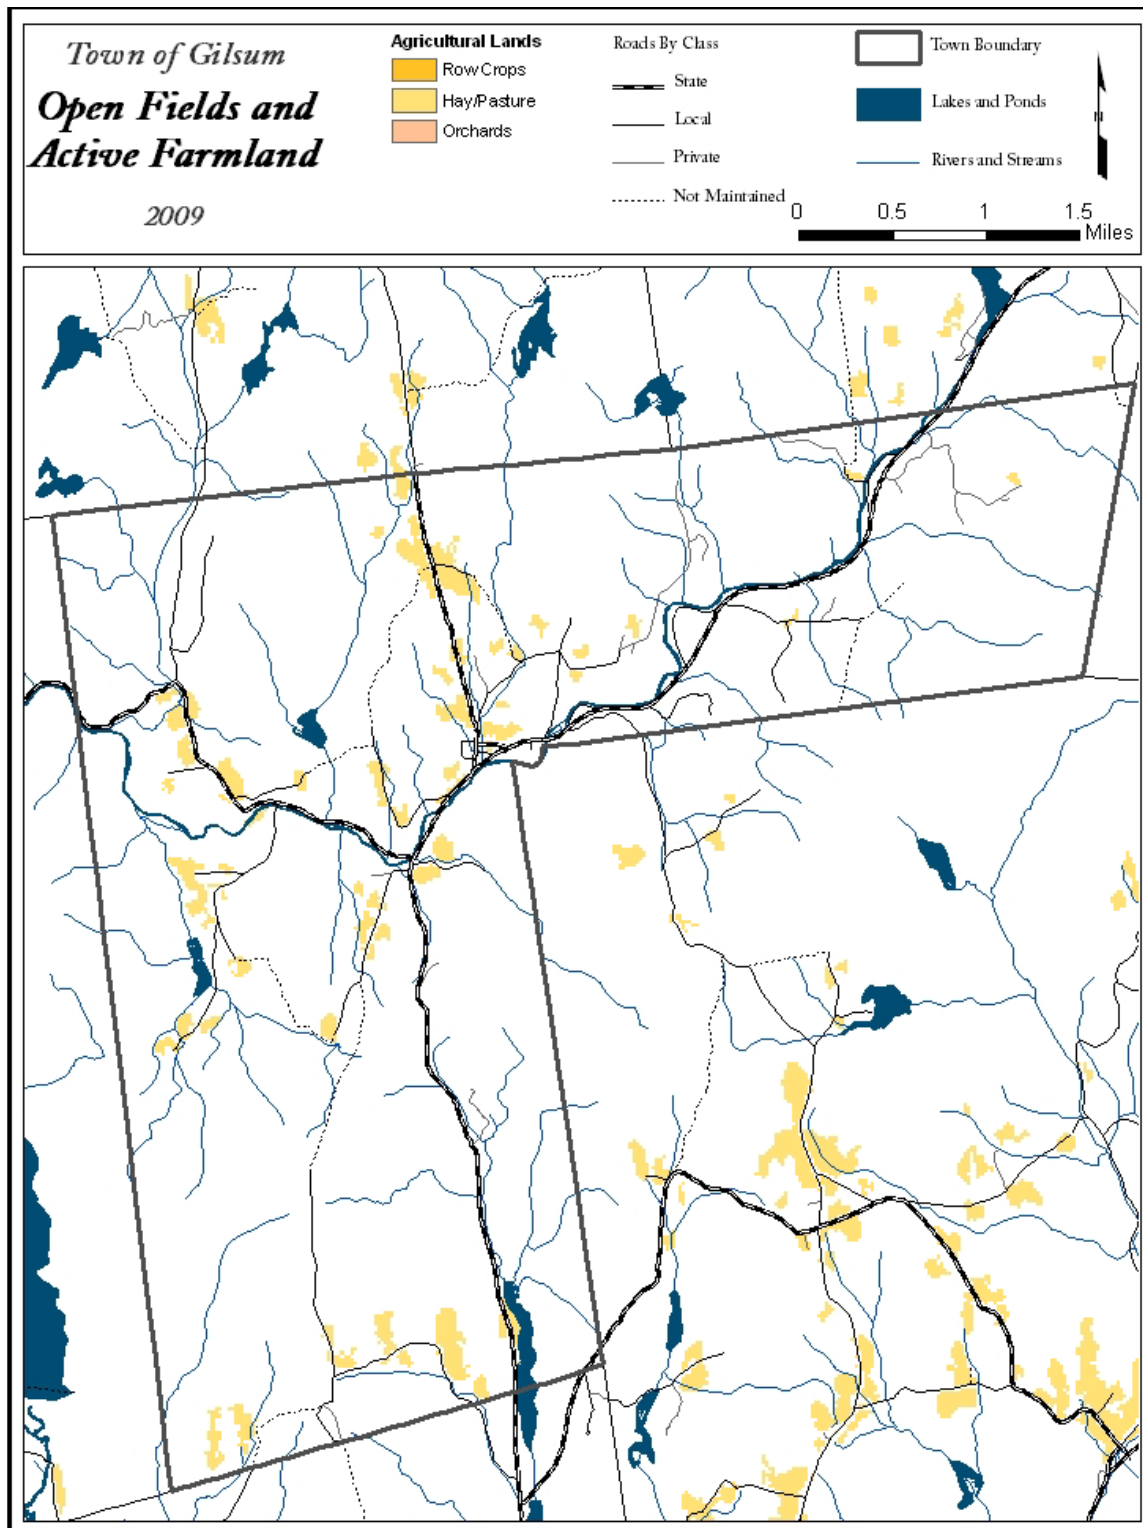 Town of Gilsum
Open Fields and
Active Farmland
2009
Agricultural Lands
Row Crops
Hay/Pasture
Orchards
Roads By Class
State
Local
Private
Not Maintained
Town Boundary
Lakes and Ponds
Rivers and Streams
N
0 0.5 1 1.5
Miles